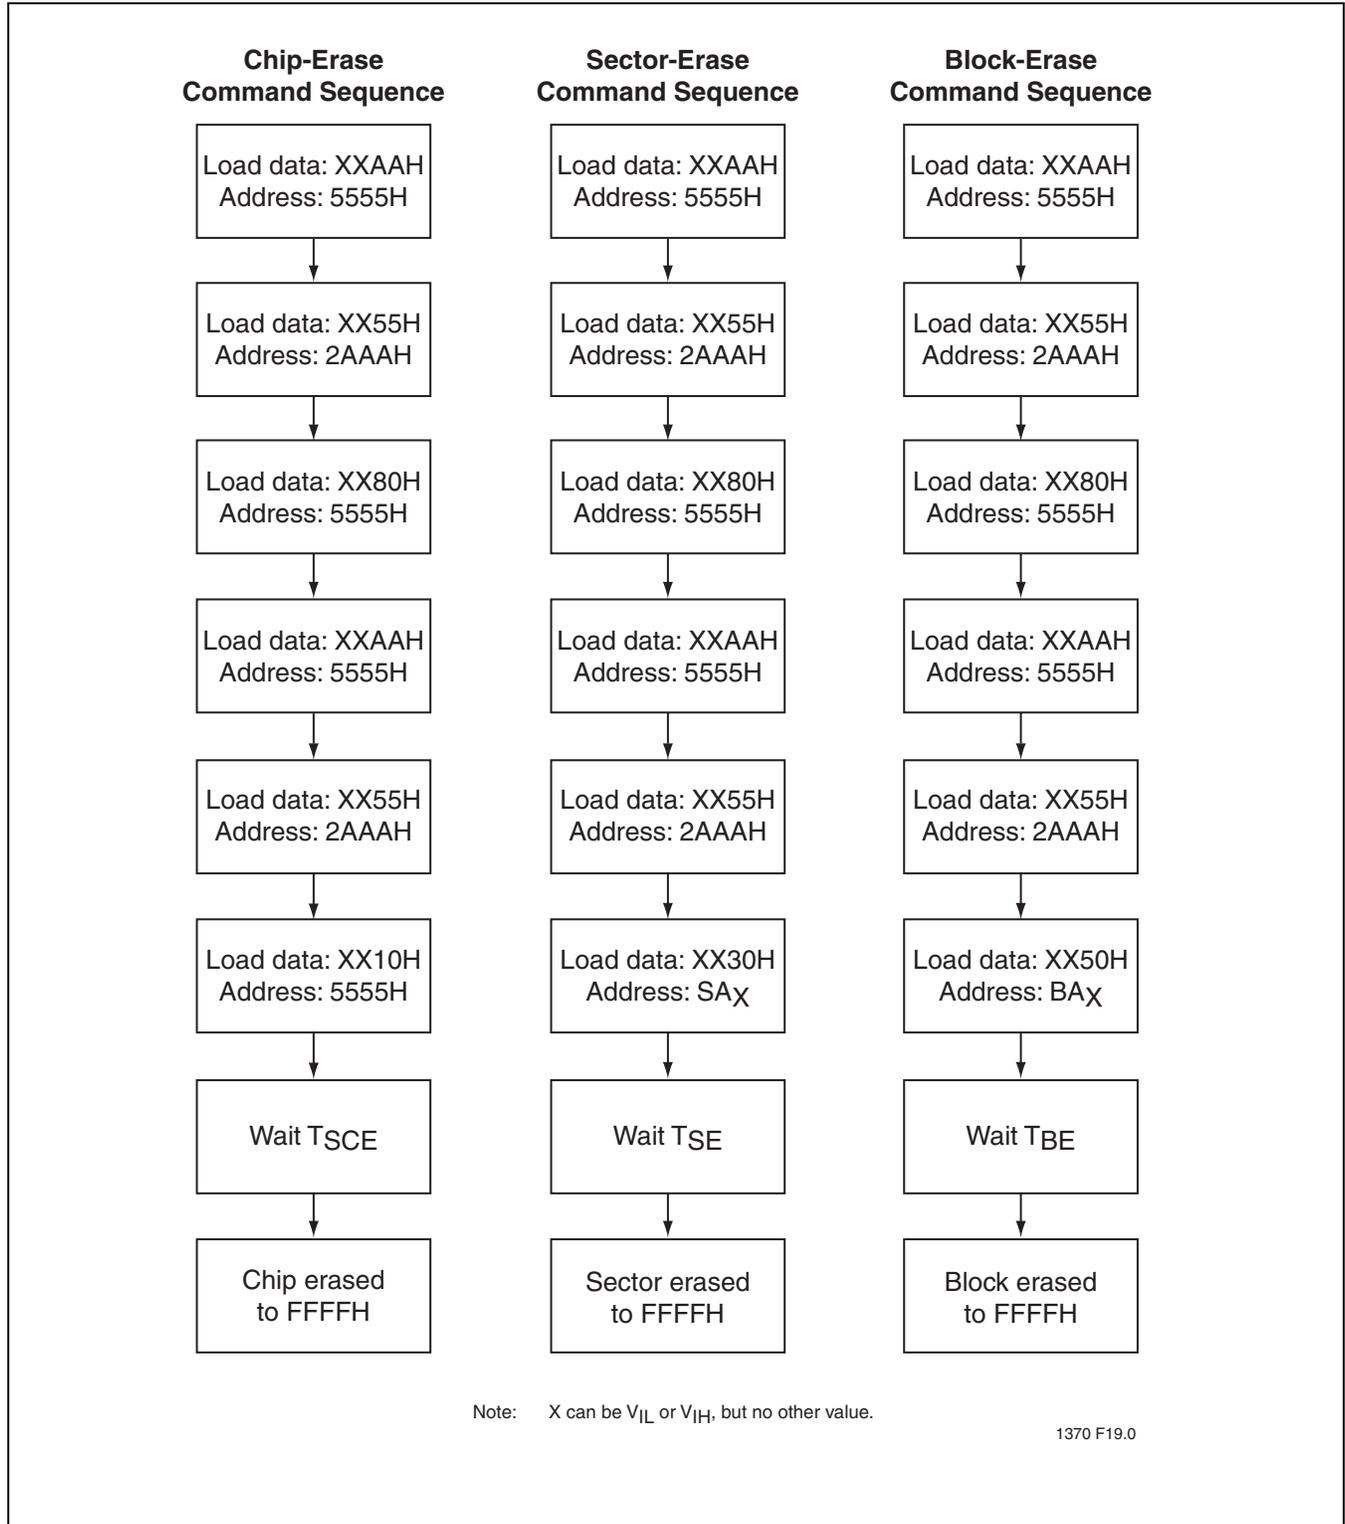 Chip-Erase
Command Sequence
Load data: XXAAH
Address: 5555H
Load data: XX55H
Address: 2AAAH
Load data: XX80H
Address: 5555H
Load data: XXAAH
Address: 5555H
Load data: XX55H
Address: 2AAAH
Load data: XX10H
Address: 5555H
Wait TSCE
Chip erased
to FFFFH
Sector-Erase
Command Sequence
Load data: XXAAH
Address: 5555H
Load data: XX55H
Address: 2AAAH
Load data: XX80H
Address: 5555H
Load data: XXAAH
Address: 5555H
Load data: XX55H
Address: 2AAAH
Load data: XX30H
Address: SAX
Wait TSE
Sector erased
to FFFFH
Block-Erase
Command Sequence
Load data: XXAAH
Address: 5555H
Load data: XX55H
Address: 2AAAH
Load data: XX80H
Address: 5555H
Load data: XXAAH
Address: 5555H
Load data: XX55H
Address: 2AAAH
Load data: XX50H
Address: BAX
Wait TBE
Block erased
to FFFFH
Note: X can be VIL or VIH, but no other value.
1370 F19.0